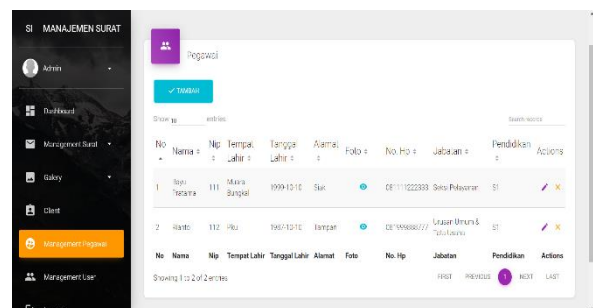 SI MANAJEMEN SURAT
Admin
Dashboard
Management Surat
Galery
Client
Management Pegawai
Management User
Pegawai
✓ TAMBAH
Show 10 entries
Search records
No Nama Nip Tempat Lahir Tanggal Lahir Alamat Foto No. Hp Jabatan Pendidikan Actions
1 Bayu Pratama 111 Muara Bungkal 1999-10-10 Siak 081111222333 Seksi Pelayanan S1
2 Rianto 112 Pku 1987-10-10 Tampan 081999888777 Urusan Umum & S1
No Nama Nip Tempat Lahir Tanggal Lahir Alamat Foto No. Hp Jabatan Pendidikan Actions
Showing 1 to 2 of 2 entries
FIRST PREVIOUS 1 NEXT LAST